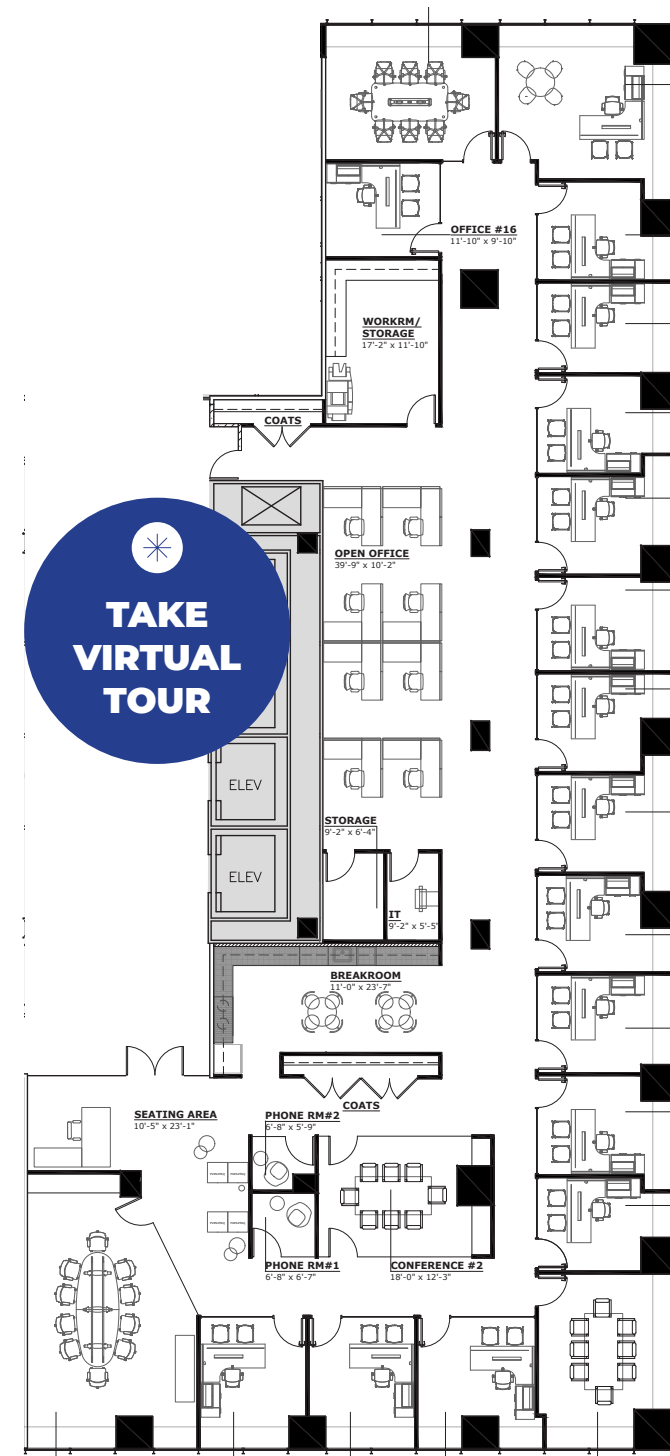 OFFICE #16
11'-10" x 9'-10"
WORKRM/
STORAGE
17'-2" x 11'-10"
COATS
OPEN OFFICE
39'-9" x 10'-2"
TAKE
VIRTUAL
TOUR
ELEV
STORAGE
9'-2" x 6'-4"
ELEV
IT
9'-2" x 5'-5"
BREAKROOM
11'-0" x 23'-7"
COATS
SEATING AREA
10'-5" x 23'-1"
PHONE RM#2
6'-8" x 5'-9"
PHONE RM#1
6'-8" x 6'-7"
CONFERENCE #2
18'-0" x 12'-3"